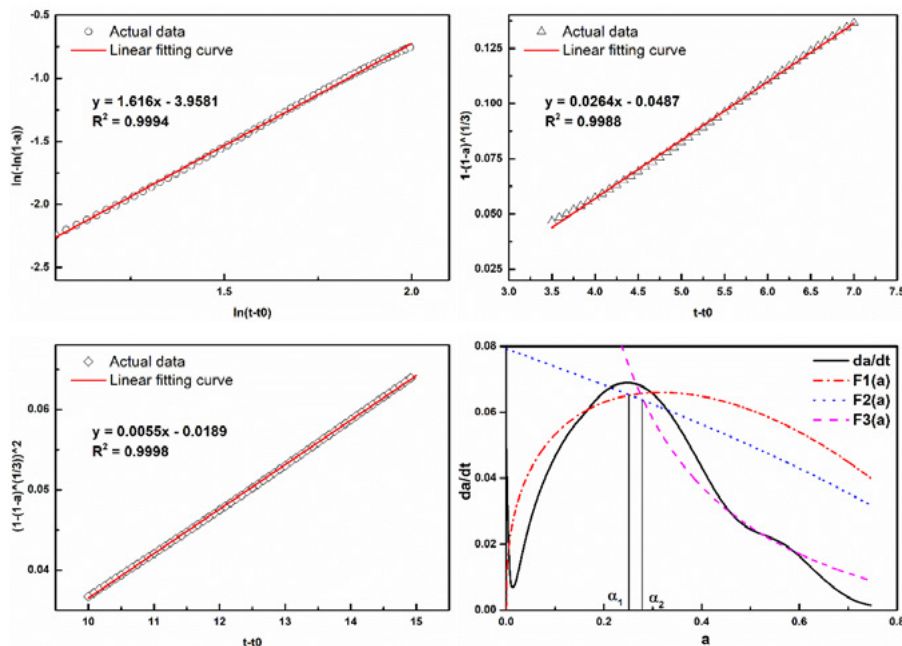 -0.5
-1.0
-1.5
-2.0
-2.5
ln(-ln(1-a))
Actual data
Linear fitting curve
y = 1.616x - 3.9581
R² = 0.9994
1.5
2.0
ln(t-t0)
0.125
0.100
0.075
0.050
0.025
1-(1-a)^(1/3)
Actual data
Linear fitting curve
y = 0.0264x - 0.0487
R² = 0.9988
3.0 3.5 4.0 4.5 5.0 5.5 6.0 6.5 7.0 7.5
t-t0
0.06
0.05
0.04
(1-(1-a)^(1/3))^2
Actual data
Linear fitting curve
y = 0.0055x - 0.0189
R² = 0.9998
10 11 12 13 14 15
t-t0
0.08
0.06
0.04
0.02
0.00
da/dt
da/dt
F1(a)
F2(a)
F3(a)
α1 α2
0.0 0.2 0.4 0.6 0.8
a